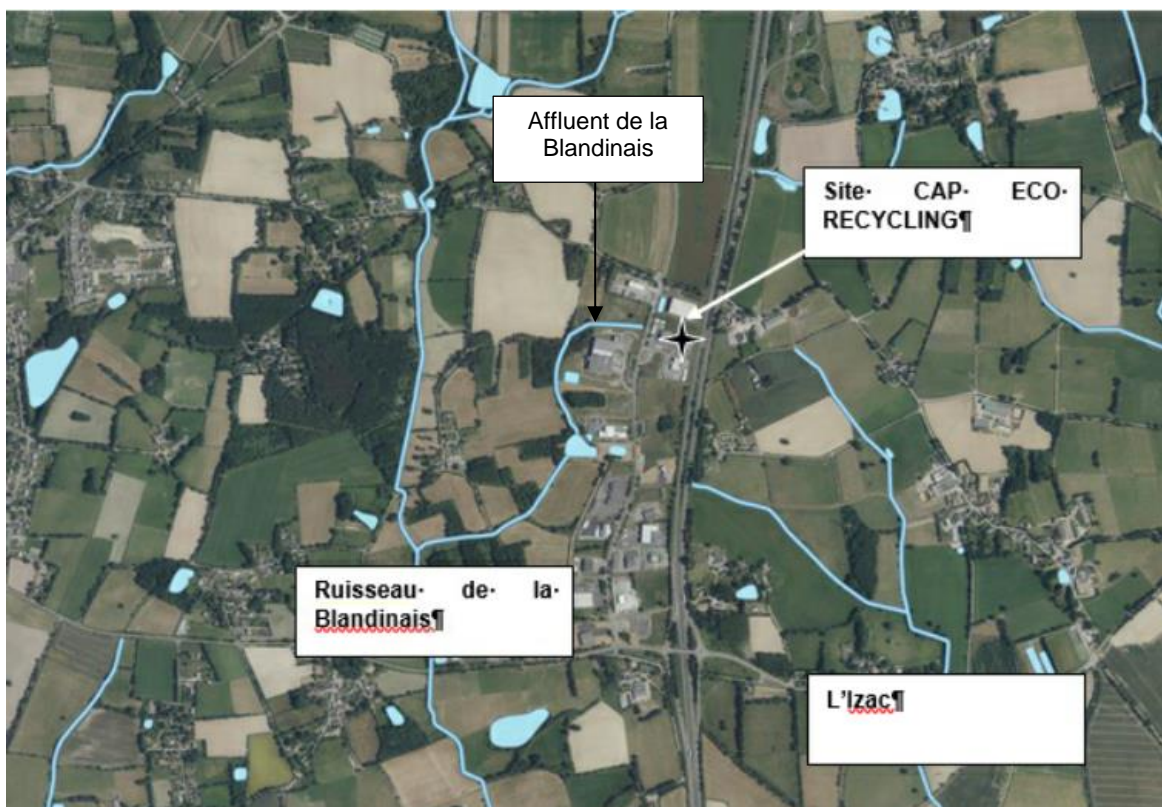 Affluent de la
Blandinais
Site· CAP· ECO·
RECYCLING¶
Ruisseau· de· la·
Blandinais¶
L'Izac¶